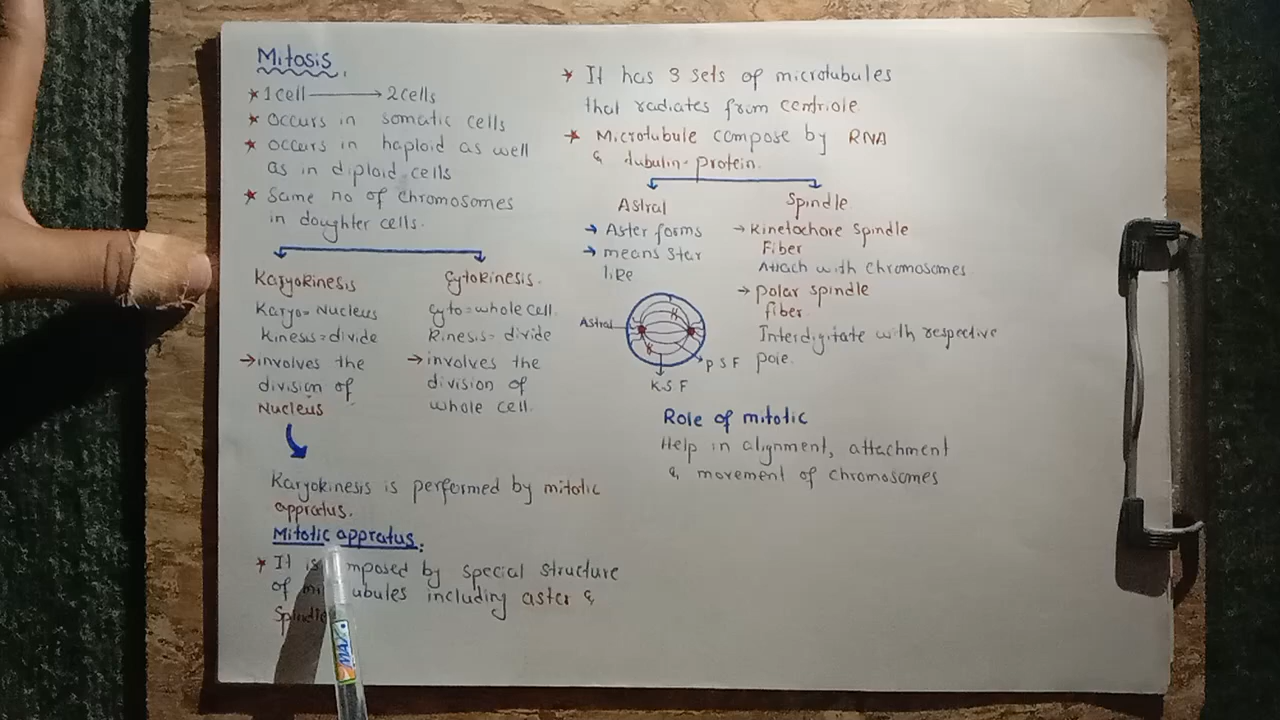 Mitosis
* 1 cell → 2 cells
* occurs in somatic cells
* occurs in haploid as well
as in diploid cells
* Same no of chromosomes
in doughter cells.
Karyokinesis
Karyo= Nucleus
kinesis=divide
→ involves the
division of
Nucleus
Cytokinesis.
Cyto=whole cell.
kinesis= divide
→ involves the
division of
whole cell.
Karyokinesis is performed by mitotic
appratus.
Mitotic appratus:
* It is composed by special structure
of microtubules including aster &
Spindle
* It has 3 sets of microtubules
that radiates from centriole
* Microtubule compose by RNA
& tubulin-protein.
Astral
→ Aster forms
→ means star
like
Spindle
→ kinetochore spindle
Fiber
Attach with chromosomes
→ polar spindle
fiber.
Interdigitate with respective
pole.
Astral
P S F
K.S F
Role of mitotic
Help in alignment, attachment
& movement of chromosomes
MAX